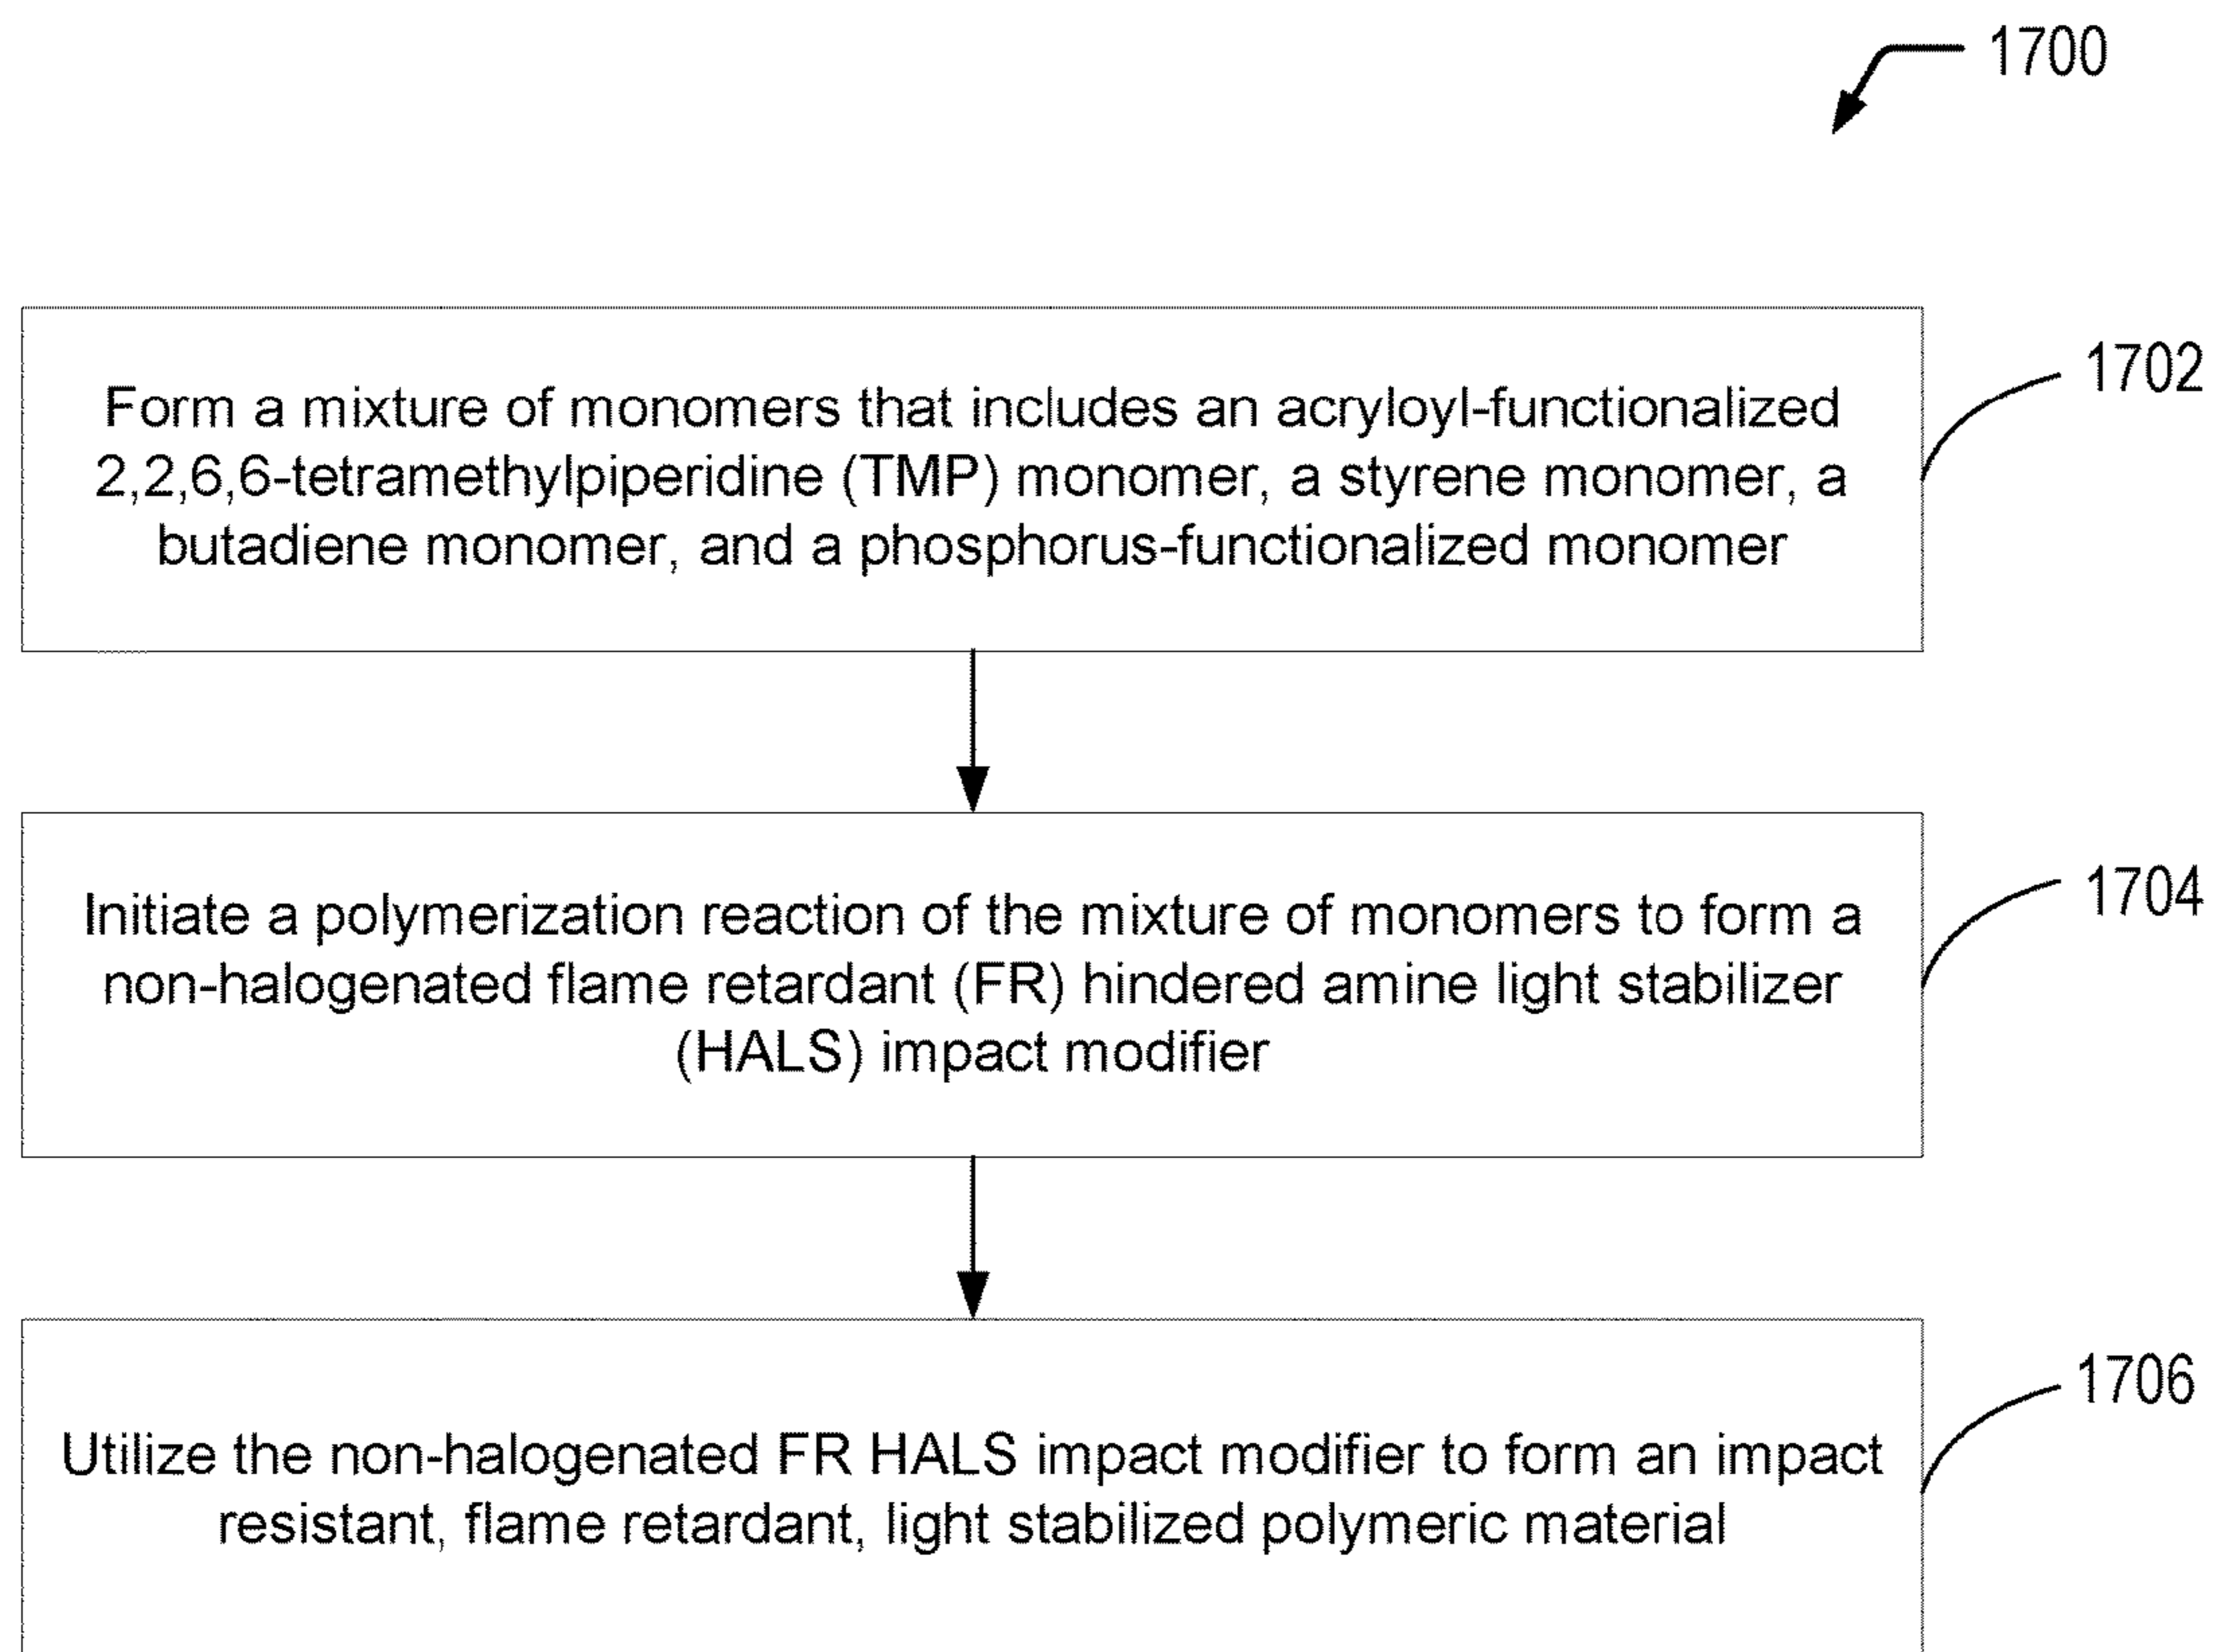 1700
Form a mixture of monomers that includes an acryloyl-functionalized
2,2,6,6-tetramethylpiperidine (TMP) monomer, a styrene monomer, a
butadiene monomer, and a phosphorus-functionalized monomer
1702
Initiate a polymerization reaction of the mixture of monomers to form a
non-halogenated flame retardant (FR) hindered amine light stabilizer
(HALS) impact modifier
1704
Utilize the non-halogenated FR HALS impact modifier to form an impact
resistant, flame retardant, light stabilized polymeric material
1706